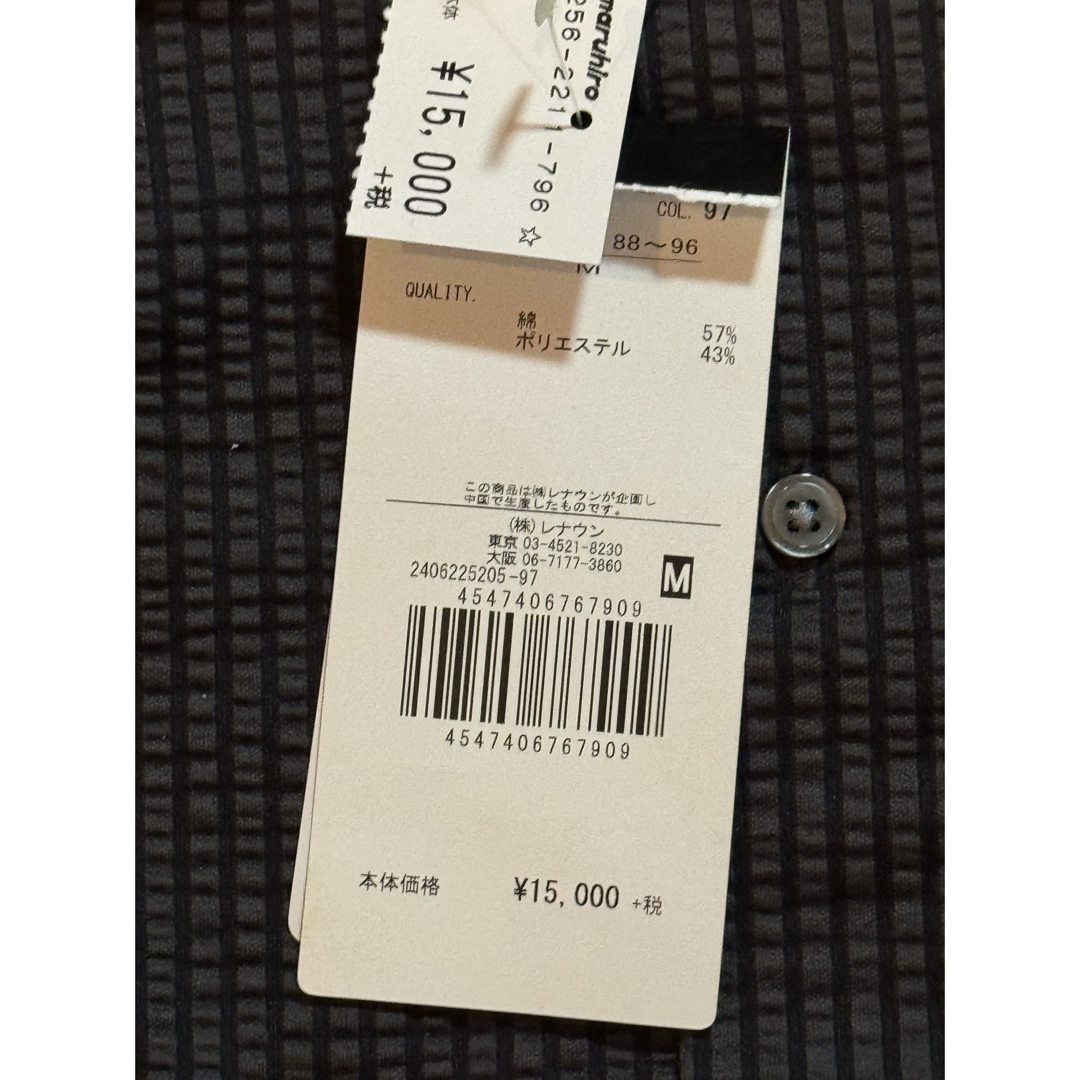 maruhiro
256-2211-796 ☆
¥15,000
+税
COL. 97
88〜96
M
QUALITY.
綿 57%
ポリエステル 43%
この商品は㈱レナウンが企画し
中国で生産したものです。
(株)レナウン
東京 03-4521-8230
大阪 06-7177-3860
2406225205-97
M
4547406767909
4547406767909
本体価格 ¥15,000 +税